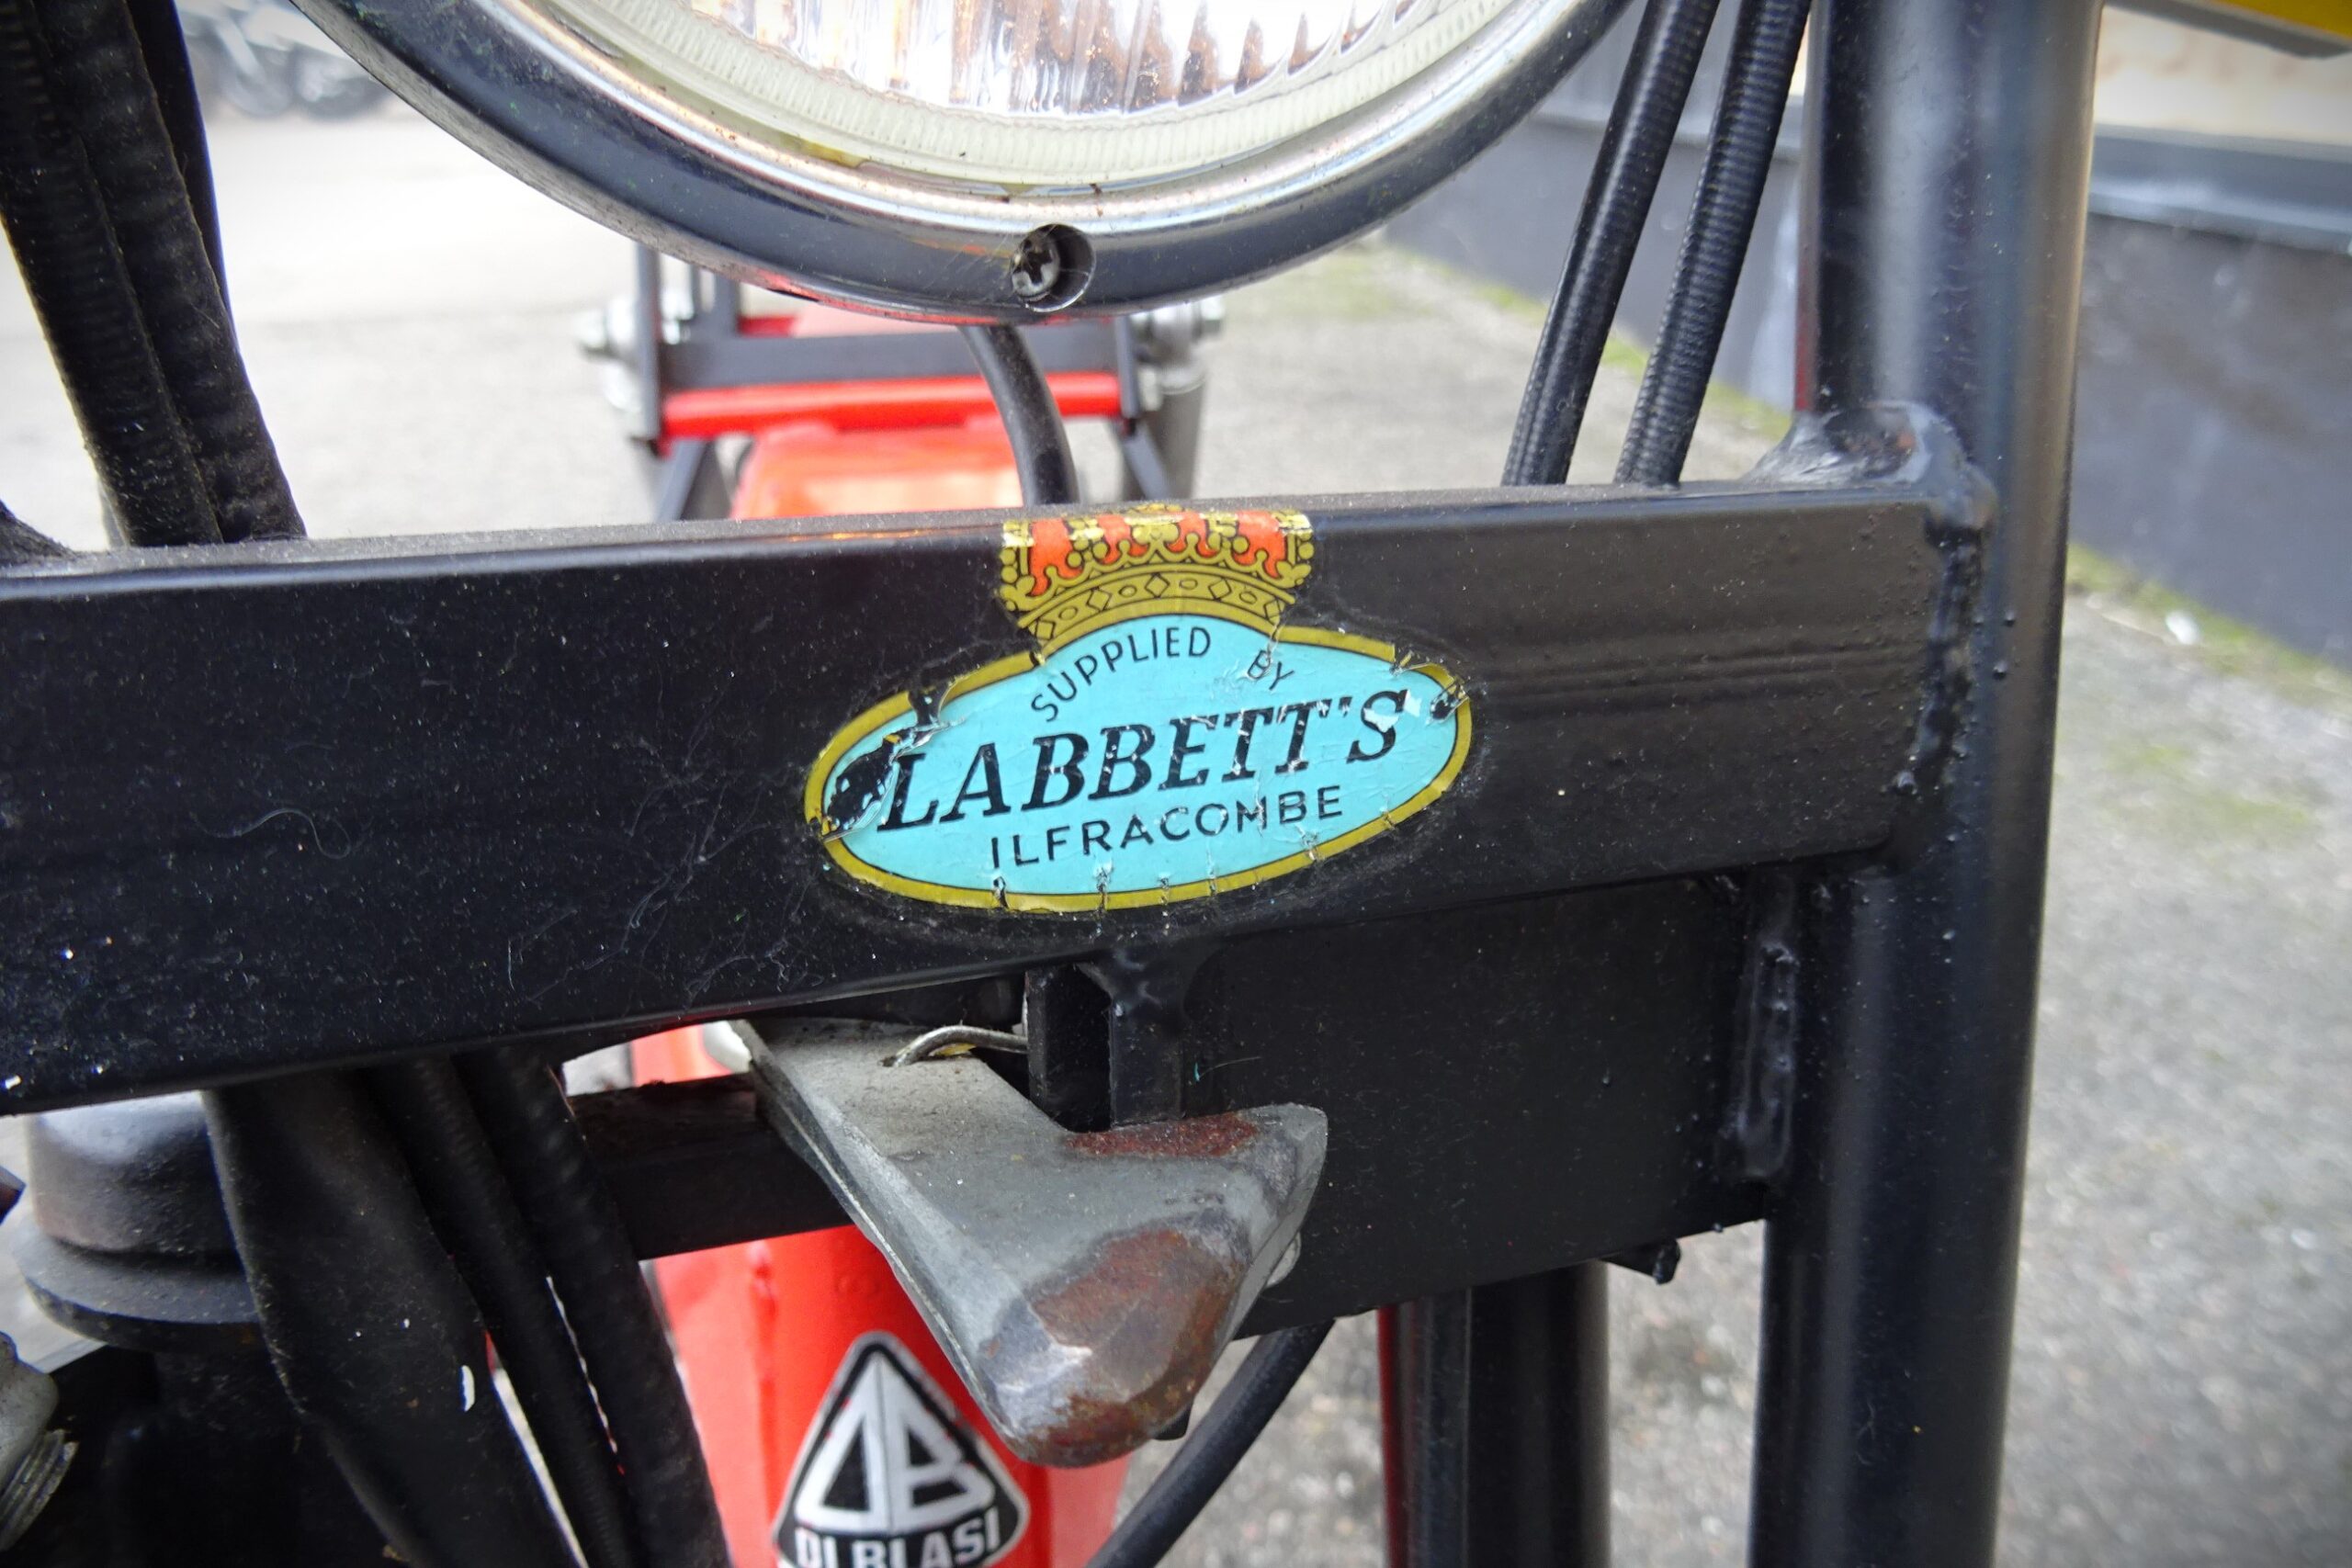 SUPPLIED BY
LABBETT'S
ILFRACOMBE
DB
DI BLASI